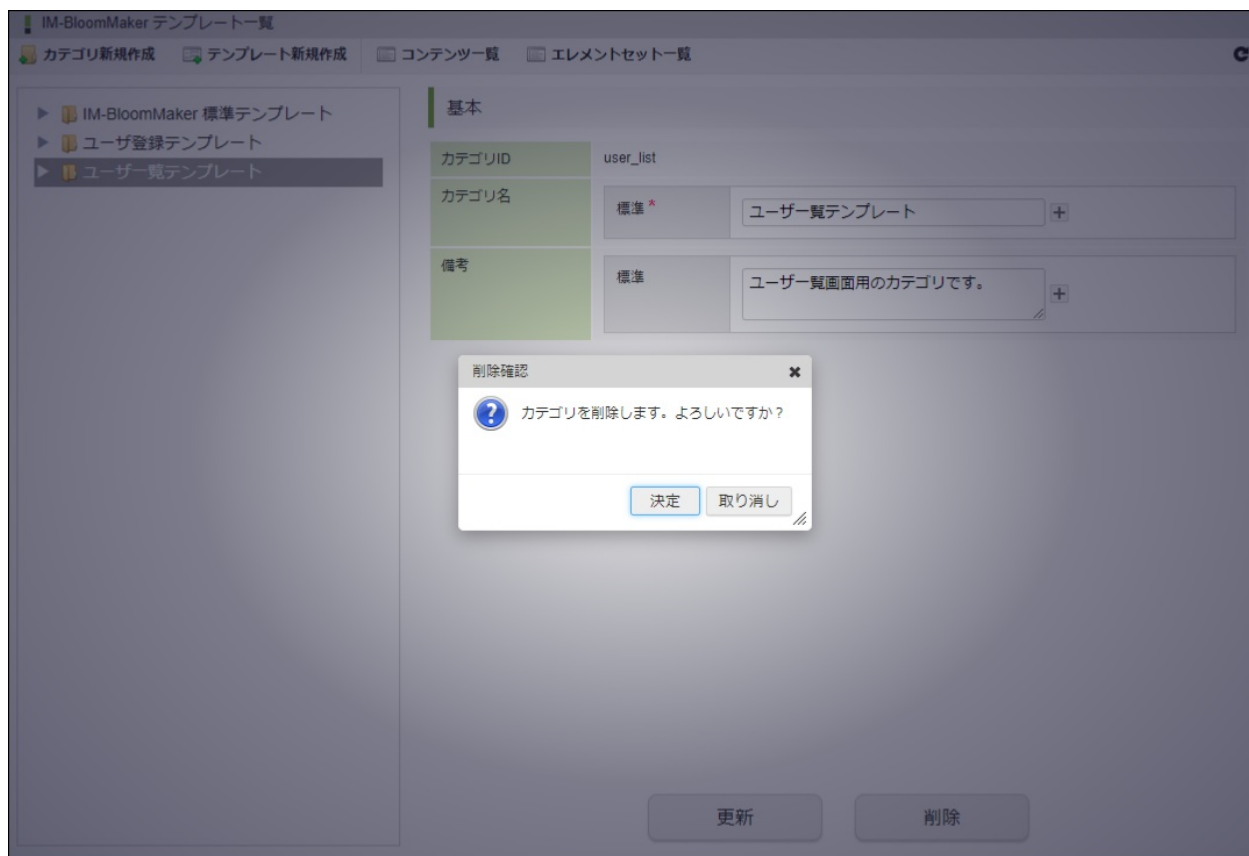 IM-BloomMaker テンプレート一覧
カテゴリ新規作成 テンプレート新規作成 コンテンツ一覧 エレメントセット一覧
IM-BloomMaker 標準テンプレート
ユーザ登録テンプレート
ユーザ一覧テンプレート
基本
カテゴリID user_list
カテゴリ名 標準* ユーザ一覧テンプレート
備考 標準 ユーザ一覧画面用のカテゴリです。
削除確認
カテゴリを削除します。よろしいですか?
決定 取り消し
更新 削除